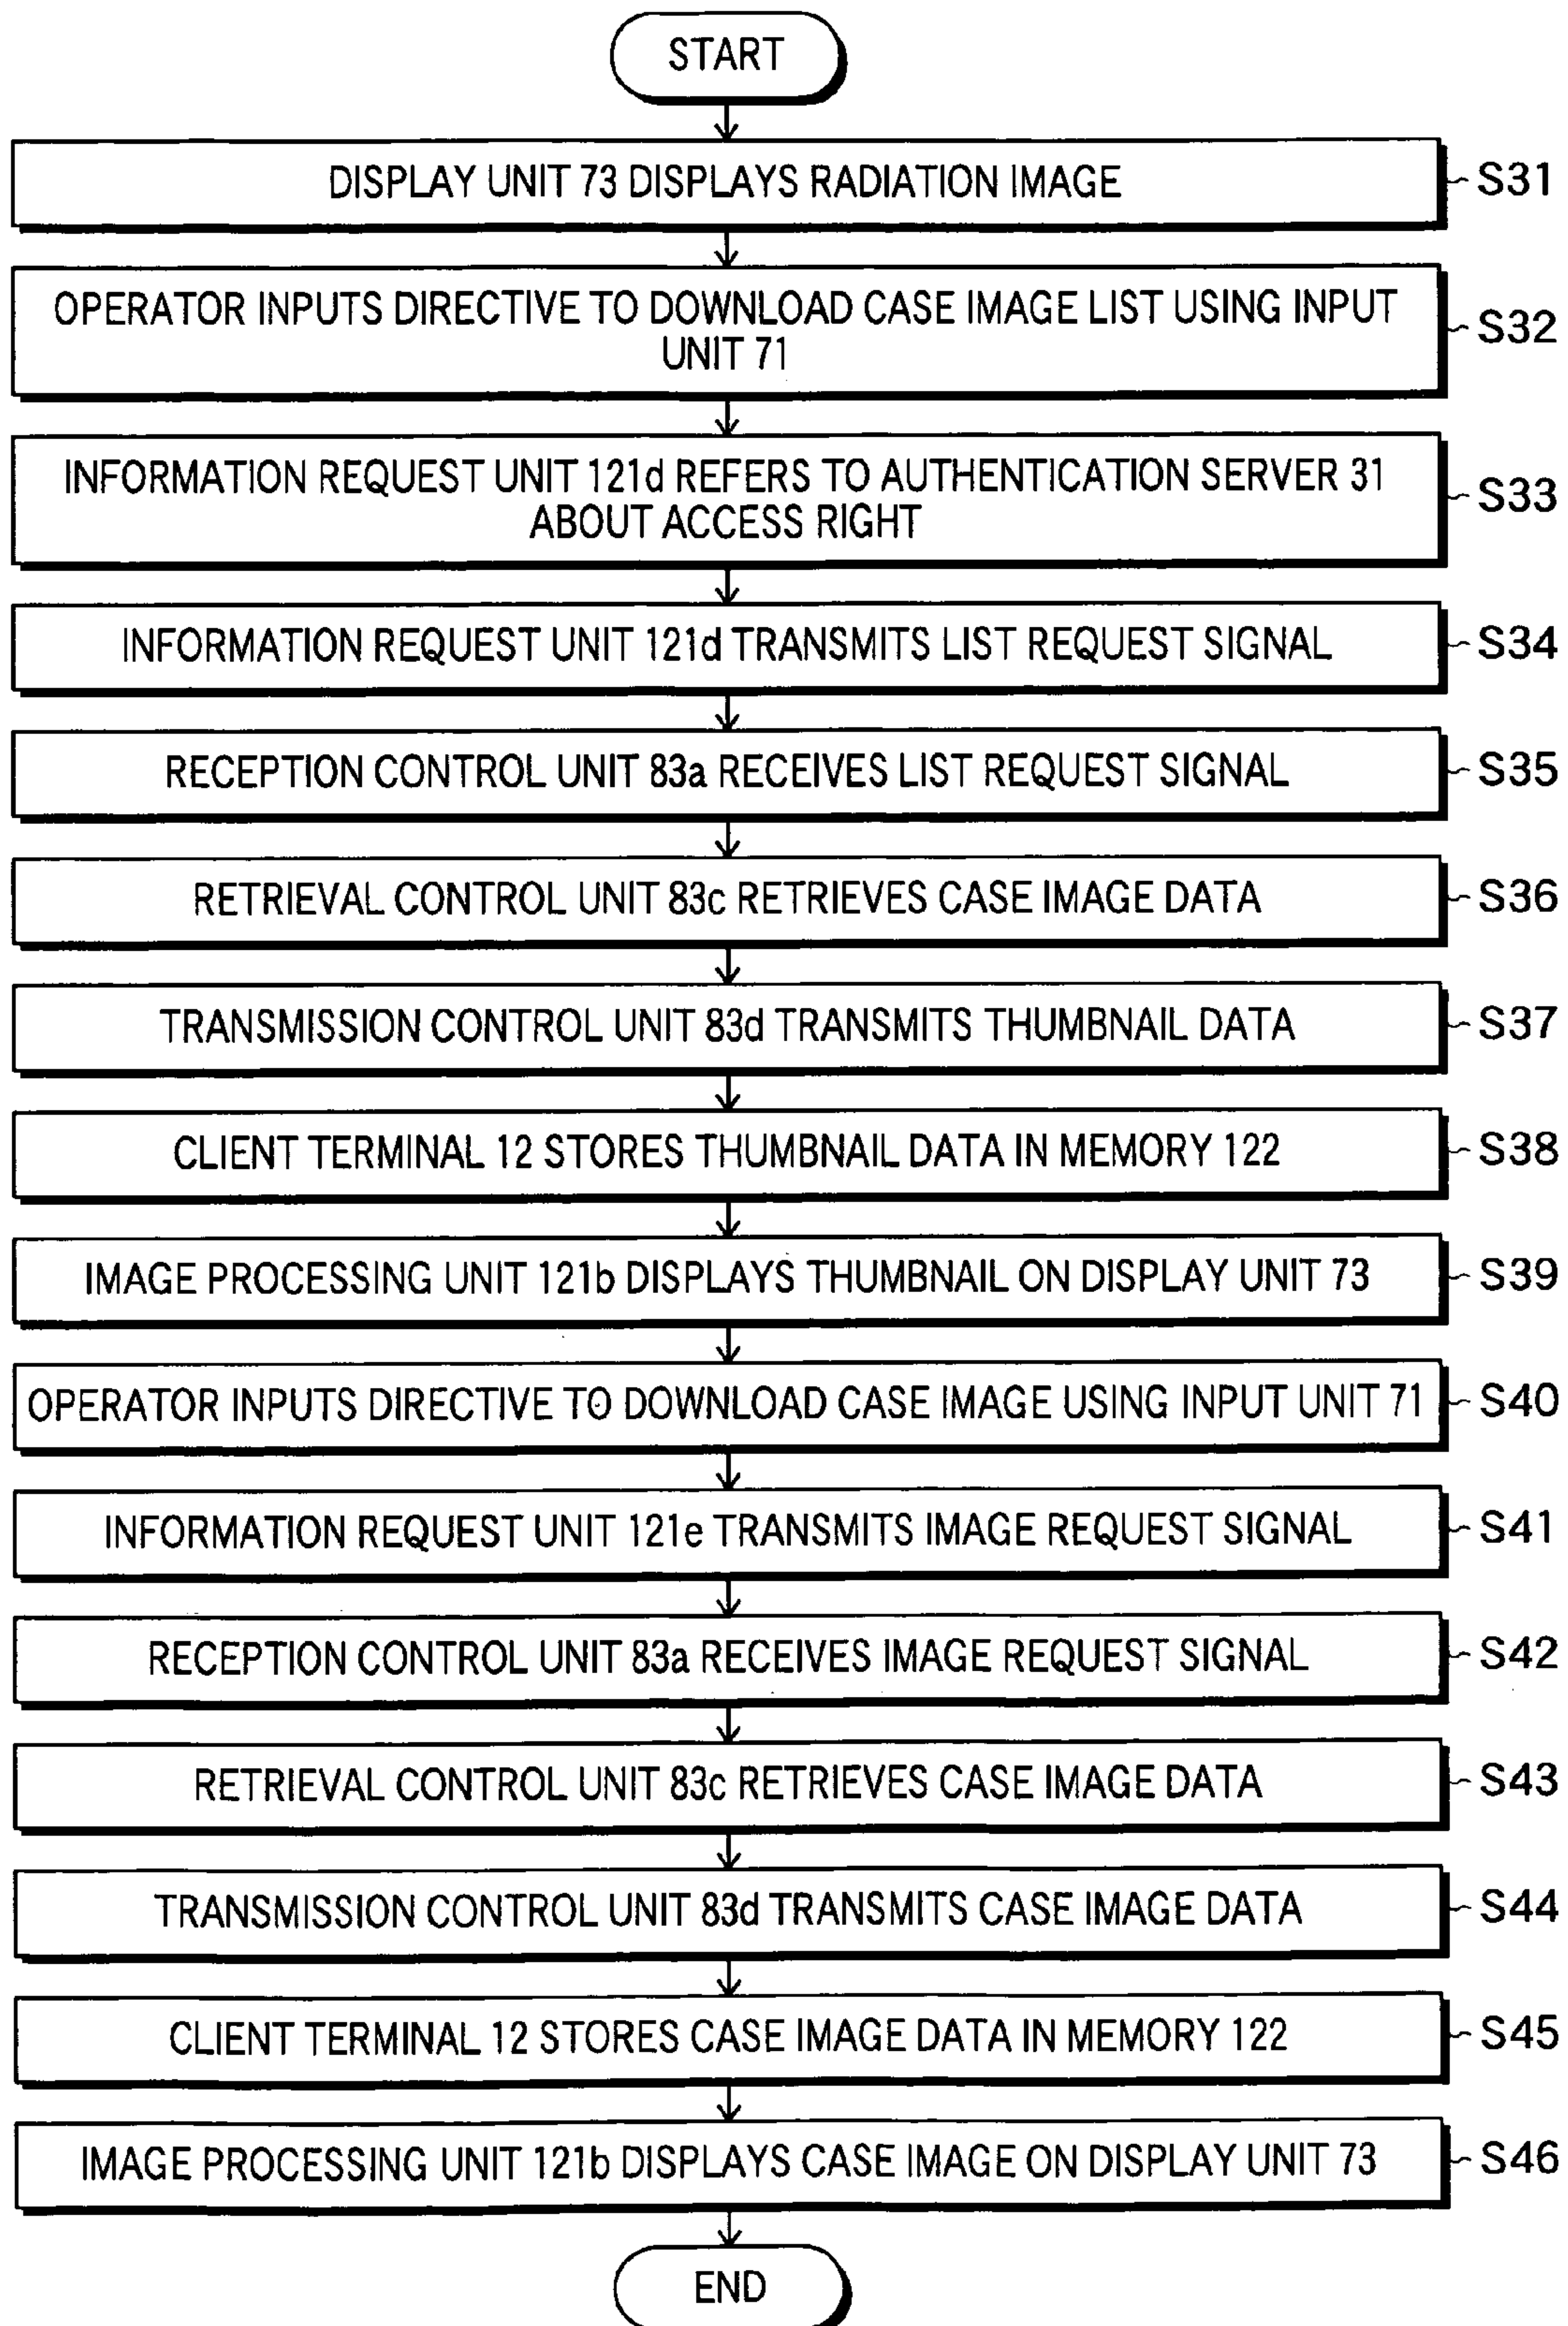 START
DISPLAY UNIT 73 DISPLAYS RADIATION IMAGE
S31
OPERATOR INPUTS DIRECTIVE TO DOWNLOAD CASE IMAGE LIST USING INPUT
UNIT 71
S32
INFORMATION REQUEST UNIT 121d REFERS TO AUTHENTICATION SERVER 31
ABOUT ACCESS RIGHT
S33
INFORMATION REQUEST UNIT 121d TRANSMITS LIST REQUEST SIGNAL
S34
RECEPTION CONTROL UNIT 83a RECEIVES LIST REQUEST SIGNAL
S35
RETRIEVAL CONTROL UNIT 83c RETRIEVES CASE IMAGE DATA
S36
TRANSMISSION CONTROL UNIT 83d TRANSMITS THUMBNAIL DATA
S37
CLIENT TERMINAL 12 STORES THUMBNAIL DATA IN MEMORY 122
S38
IMAGE PROCESSING UNIT 121b DISPLAYS THUMBNAIL ON DISPLAY UNIT 73
S39
OPERATOR INPUTS DIRECTIVE TO DOWNLOAD CASE IMAGE USING INPUT UNIT 71
S40
INFORMATION REQUEST UNIT 121e TRANSMITS IMAGE REQUEST SIGNAL
S41
RECEPTION CONTROL UNIT 83a RECEIVES IMAGE REQUEST SIGNAL
S42
RETRIEVAL CONTROL UNIT 83c RETRIEVES CASE IMAGE DATA
S43
TRANSMISSION CONTROL UNIT 83d TRANSMITS CASE IMAGE DATA
S44
CLIENT TERMINAL 12 STORES CASE IMAGE DATA IN MEMORY 122
S45
IMAGE PROCESSING UNIT 121b DISPLAYS CASE IMAGE ON DISPLAY UNIT 73
S46
END